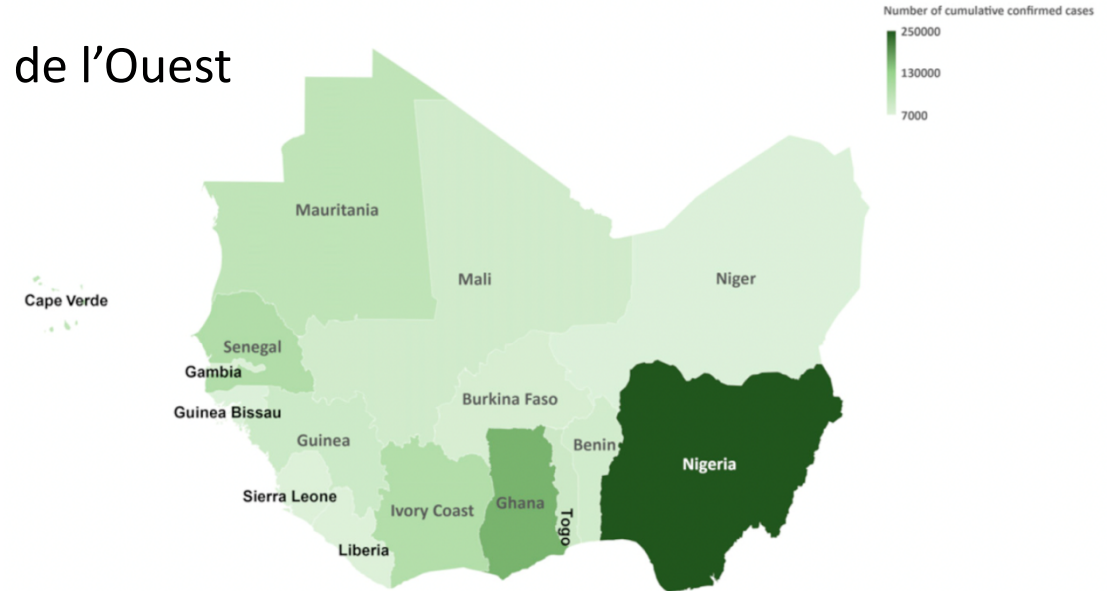 Number of cumulative confirmed cases
250000
130000
7000
de l’Ouest
Mauritania
Mali
Niger
Cape Verde
Senegal
Gambia
Guinea Bissau
Burkina Faso
Guinea
Benin
Nigeria
Sierra Leone
Ivory Coast
Ghana
Togo
Liberia